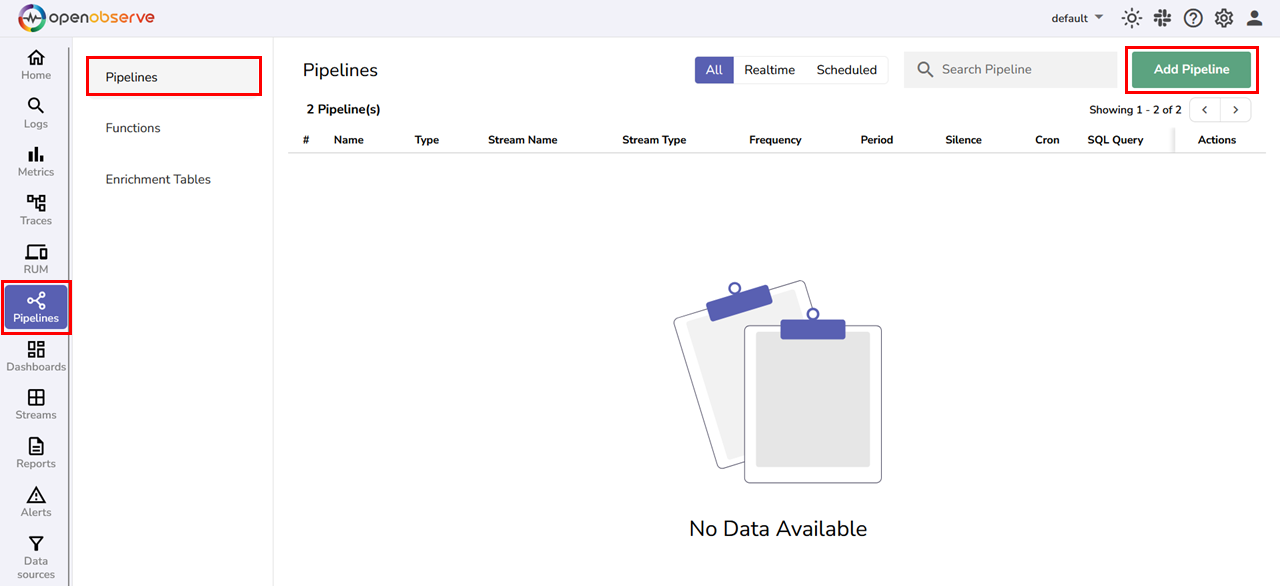 openobserve
default
Home
Logs
Metrics
Traces
RUM
Pipelines
Dashboards
Streams
Reports
Alerts
Data
sources
Pipelines
Functions
Enrichment Tables
Pipelines
All Realtime Scheduled
Search Pipeline
Add Pipeline
2 Pipeline(s)
Showing 1 - 2 of 2
# Name Type Stream Name Stream Type Frequency Period Silence Cron SQL Query Actions
No Data Available